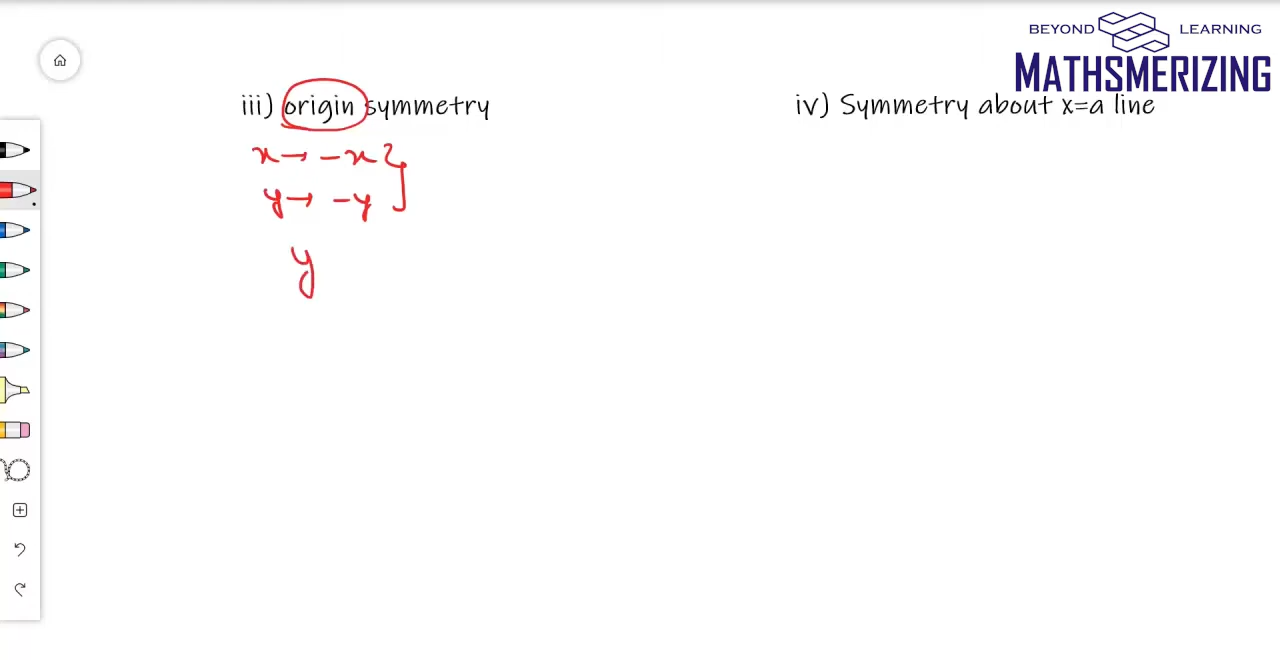 BEYOND LEARNING
MATHSMERIZING
iii) origin symmetry
x → -x
y → -y
y
iv) Symmetry about x=a line